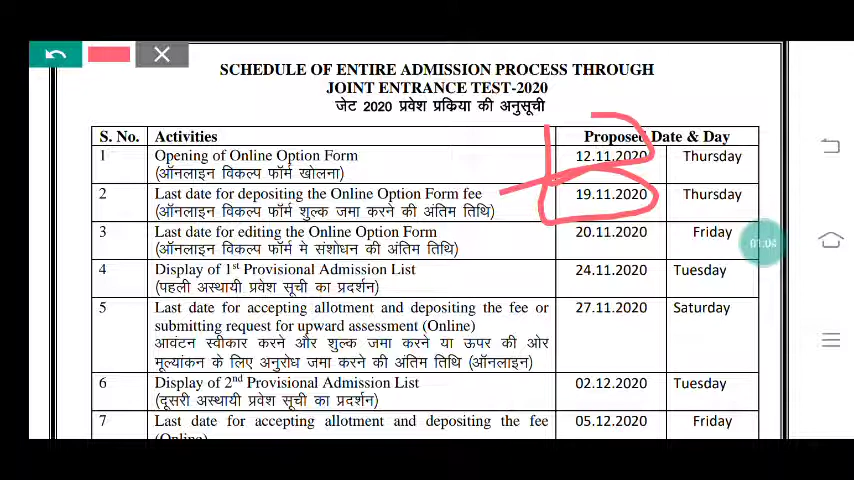 SCHEDULE OF ENTIRE ADMISSION PROCESS THROUGH
JOINT ENTRANCE TEST-2020
जेट 2020 प्रवेश प्रक्रिया की अनुसूची
S. No. Activities Proposed Date & Day
1 Opening of Online Option Form 12.11.2020 Thursday
(ऑनलाइन विकल्प फॉर्म खोलना)
2 Last date for depositing the Online Option Form fee 19.11.2020 Thursday
(ऑनलाइन विकल्प फॉर्म शुल्क जमा करने की अंतिम तिथि)
3 Last date for editing the Online Option Form 20.11.2020 Friday
(ऑनलाइन विकल्प फॉर्म मे संशोधन की अंतिम तिथि)
01:04
4 Display of 1st Provisional Admission List 24.11.2020 Tuesday
(पहली अस्थायी प्रवेश सूची का प्रदर्शन)
5 Last date for accepting allotment and depositing the fee or 27.11.2020 Saturday
submitting request for upward assessment (Online)
आवंटन स्वीकार करने और शुल्क जमा करने या ऊपर की ओर
मूल्यांकन के लिए अनुरोध जमा करने की अंतिम तिथि (ऑनलाइन)
6 Display of 2nd Provisional Admission List 02.12.2020 Tuesday
(दूसरी अस्थायी प्रवेश सूची का प्रदर्शन)
7 Last date for accepting allotment and depositing the fee 05.12.2020 Friday
(Online)